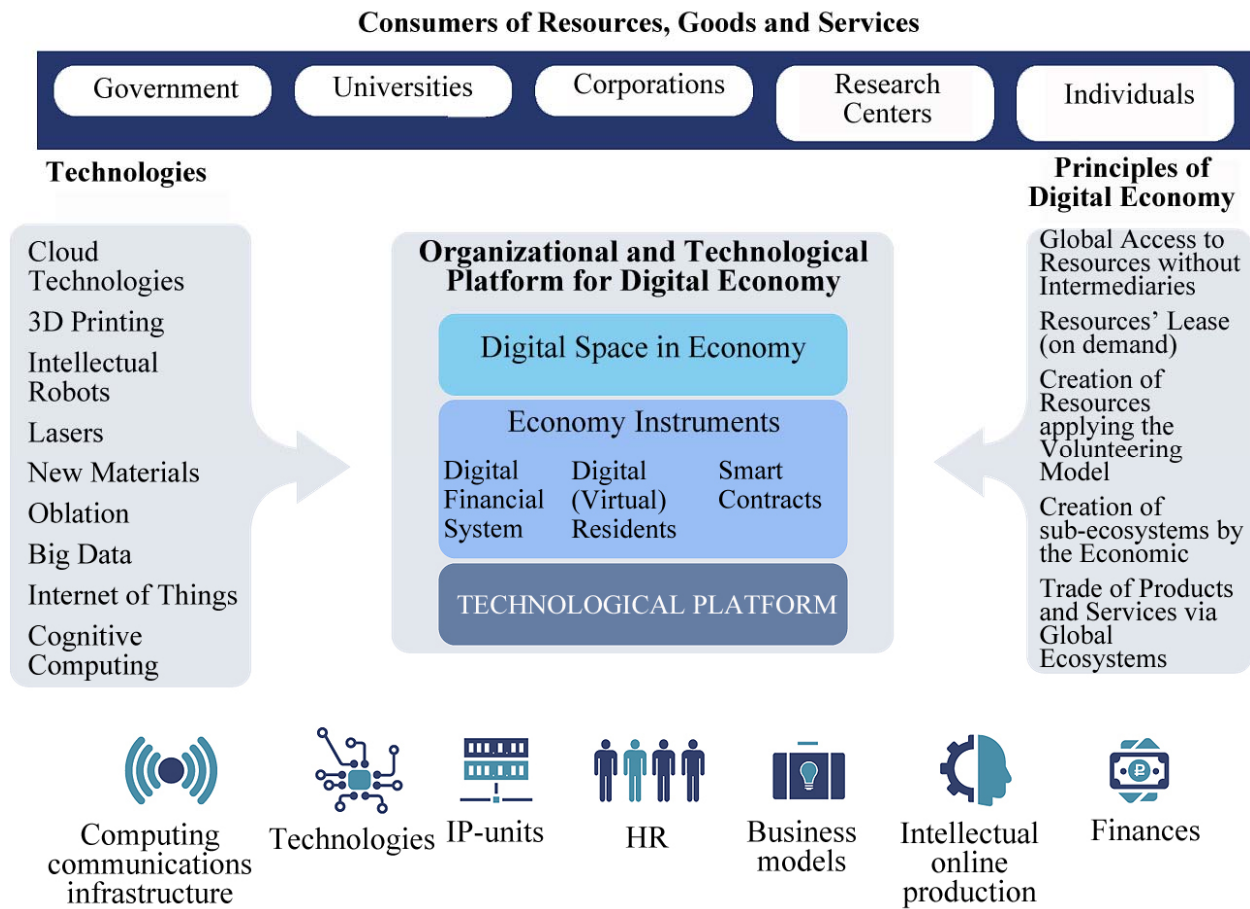 Consumers of Resources, Goods and Services
Government
Universities
Corporations
Research
Centers
Individuals
Technologies
Cloud
Technologies
3D Printing
Intellectual
Robots
Lasers
New Materials
Oblation
Big Data
Internet of Things
Cognitive
Computing
Organizational and Technological
Platform for Digital Economy
Digital Space in Economy
Economy Instruments
Digital
Financial
System
Digital
(Virtual)
Residents
Smart
Contracts
TECHNOLOGICAL PLATFORM
Principles of
Digital Economy
Global Access to
Resources without
Intermediaries
Resources’ Lease
(on demand)
Creation of
Resources
applying the
Volunteering
Model
Creation of
sub-ecosystems by
the Economic
Trade of Products
and Services via
Global
Ecosystems
Computing
communications
infrastructure
Technologies
IP-units
HR
Business
models
Intellectual
online
production
₽
Finances